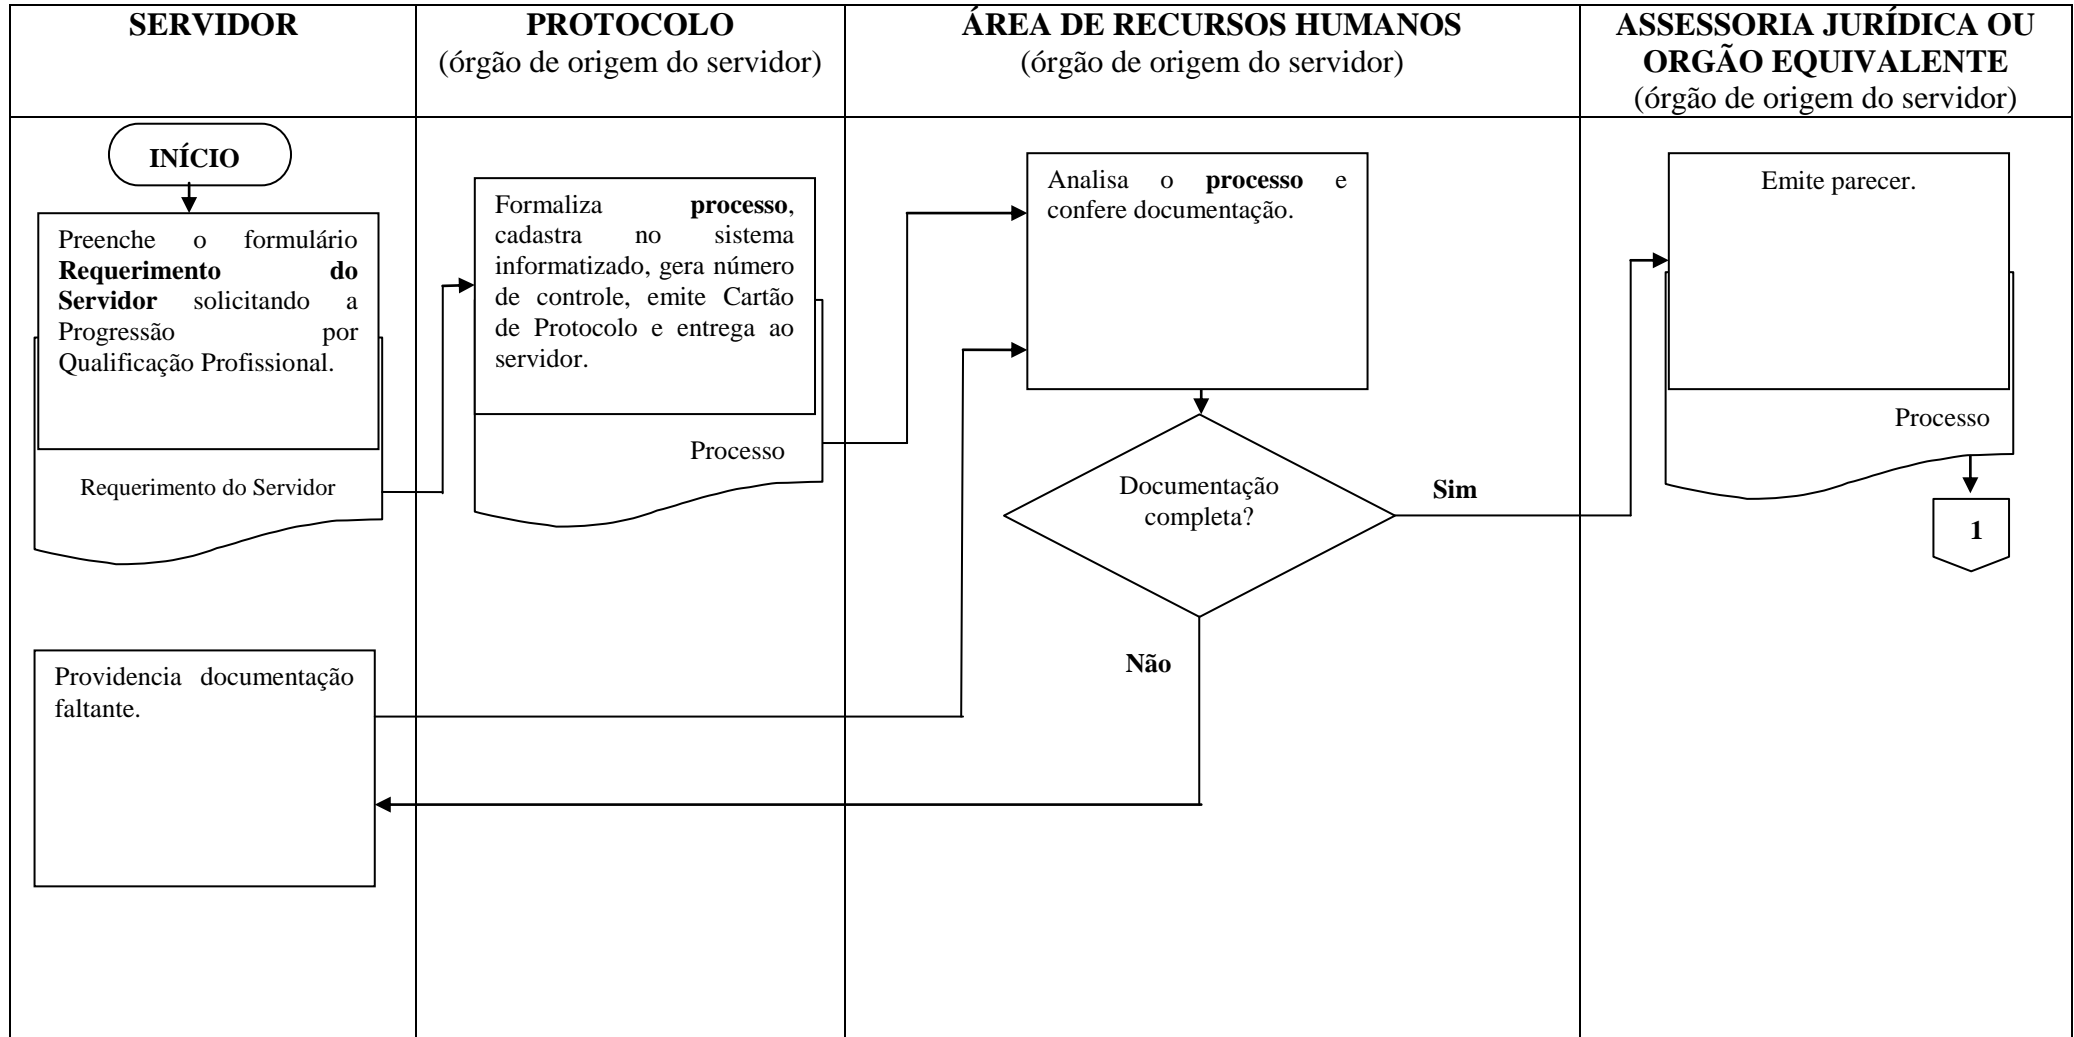 SERVIDOR
PROTOCOLO
(órgão de origem do servidor)
ÁREA DE RECURSOS HUMANOS
(órgão de origem do servidor)
ASSESSORIA JURÍDICA OU
ORGÃO EQUIVALENTE
(órgão de origem do servidor)
INÍCIO
Preenche o formulário
Requerimento do
Servidor solicitando a
Progressão por
Qualificação Profissional.
Requerimento do Servidor
Formaliza processo,
cadastra no sistema
informatizado, gera número
de controle, emite Cartão
de Protocolo e entrega ao
servidor.
Processo
Analisa o processo e
confere documentação.
Documentação
completa?
Sim
Não
Emite parecer.
Processo
1
Providencia documentação
faltante.